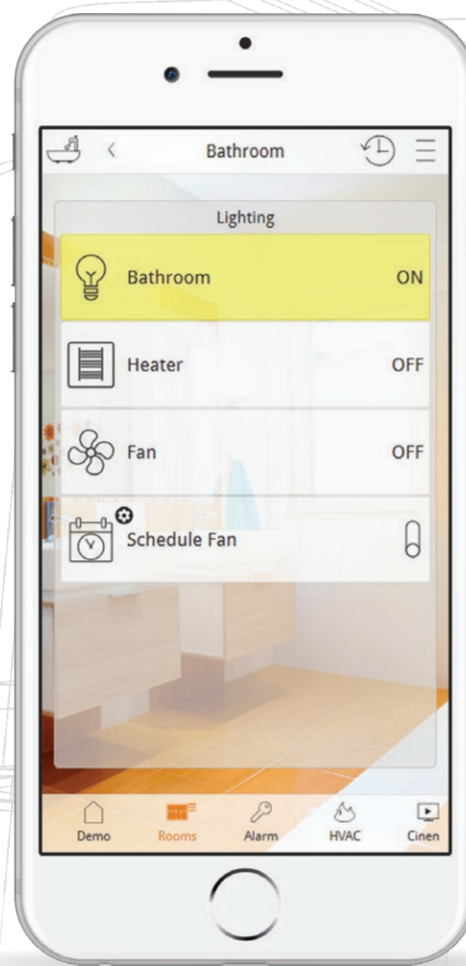 Bathroom
Lighting
Bathroom ON
Heater OFF
Fan OFF
Schedule Fan
Demo Rooms Alarm HVAC Cinen